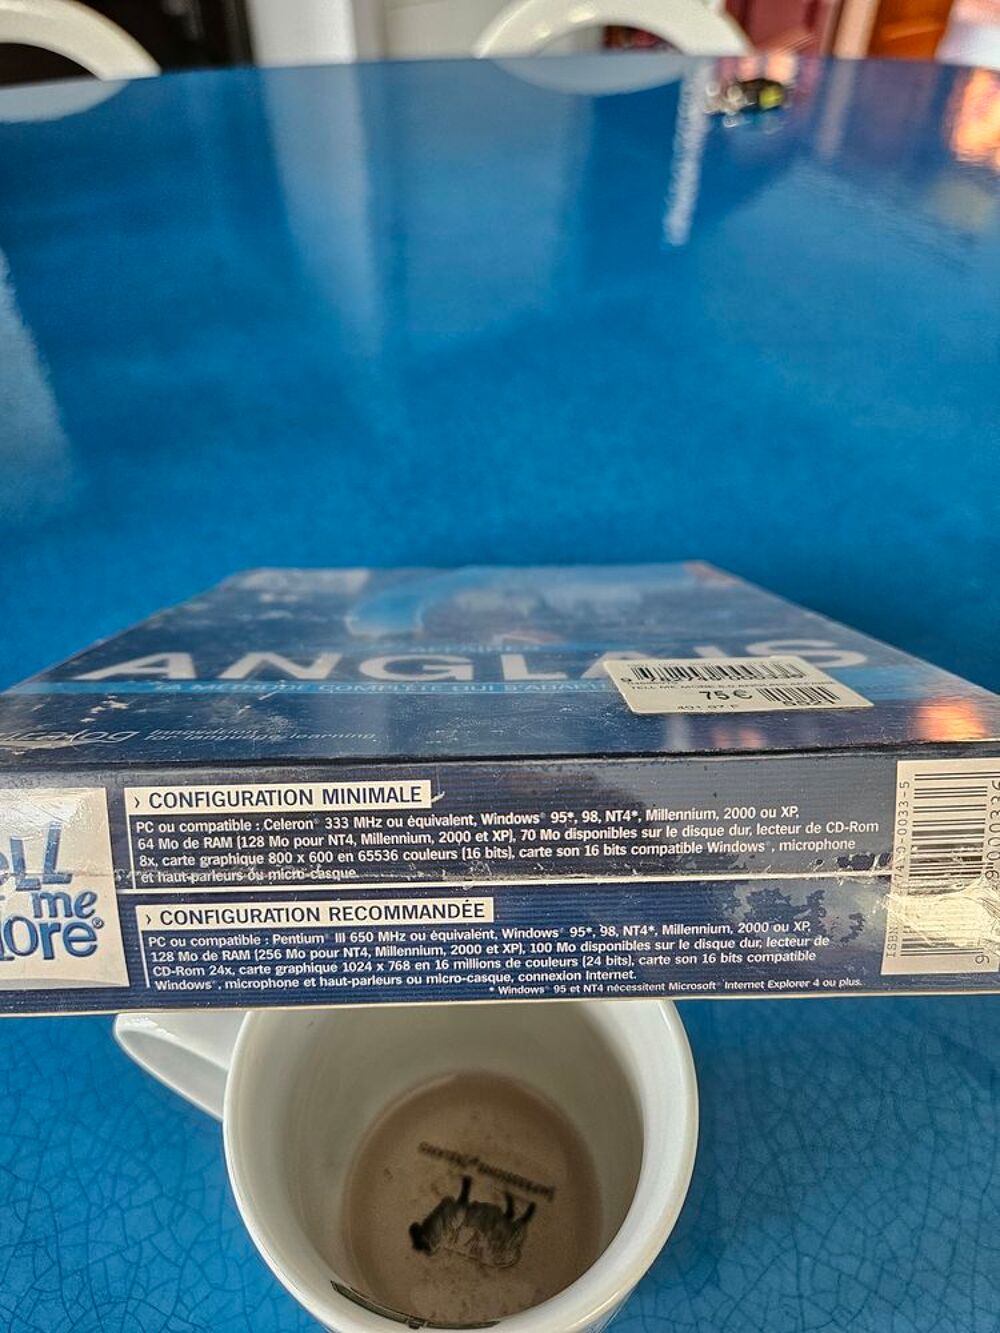 ANGLAIS
TELL ME MORE
75 €
CONFIGURATION MINIMALE
PC ou compatible : Celeron® 333 MHz ou équivalent, Windows® 95*, 98, NT4*, Millennium, 2000 ou XP,
64 Mo de RAM (128 Mo pour NT4, Millennium, 2000 et XP), 70 Mo disponibles sur le disque dur, lecteur de CD-Rom
8x, carte graphique 800 x 600 en 65536 couleurs (16 bits), carte son 16 bits compatible Windows®, microphone
et haut-parleurs ou micro-casque
me
CONFIGURATION RECOMMANDÉE
PC ou compatible : Pentium® III 650 MHz ou équivalent, Windows® 95*, 98, NT4*, Millennium, 2000 ou XP,
128 Mo de RAM (256 Mo pour NT4, Millennium, 2000 et XP), 100 Mo disponibles sur le disque dur, lecteur de
CD-Rom 24x, carte graphique 1024 x 768 en 16 millions de couleurs (24 bits), carte son 16 bits compatible
Windows®, microphone et haut-parleurs ou micro-casque, connexion Internet.
* Windows® 95 et NT4 nécessitent Microsoft® Internet Explorer 4 ou plus.